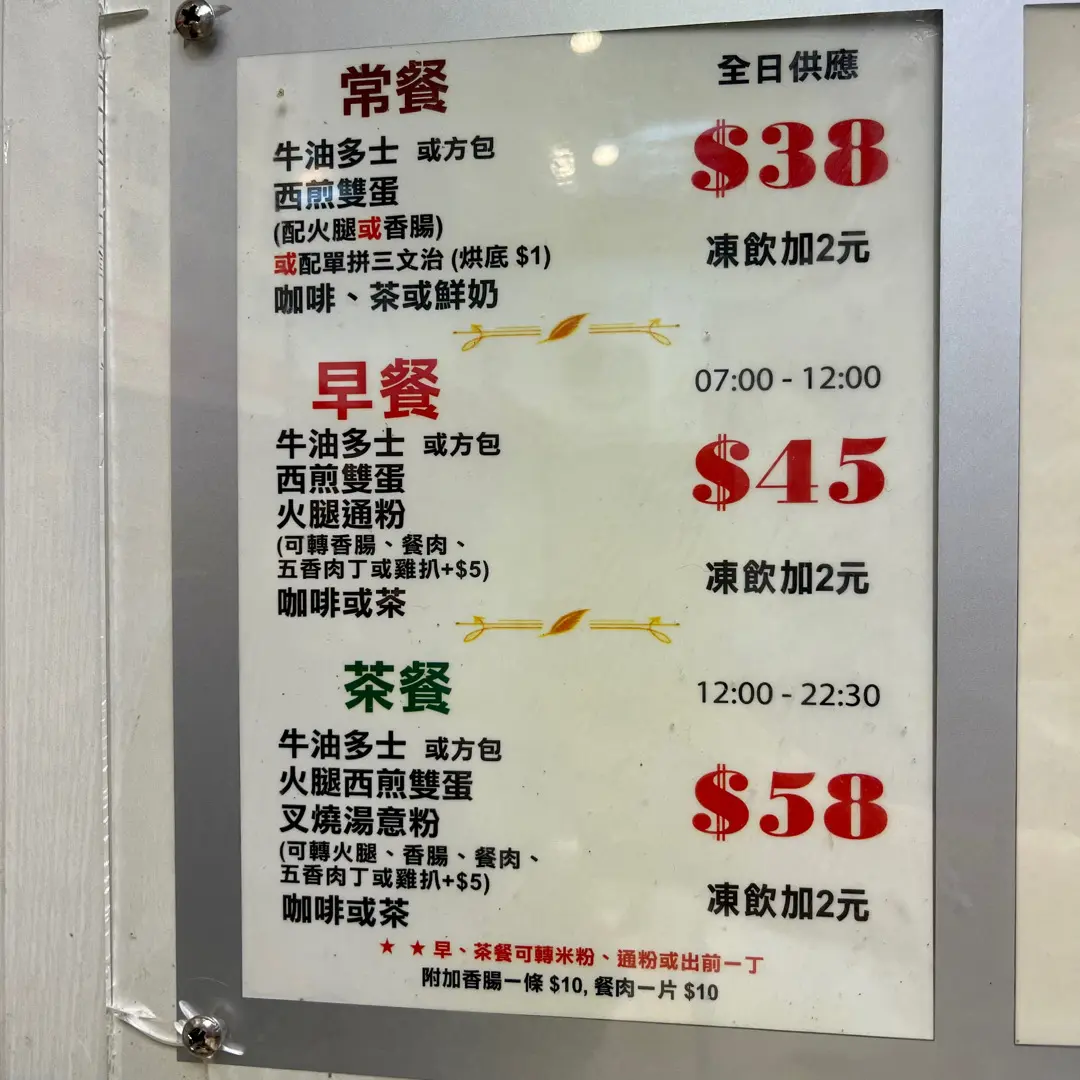 常餐
全日供應
牛油多士 或方包
$38
西煎雙蛋
(配火腿或香腸)
或配單拼三文治 (烘底 $1)
凍飲加2元
咖啡、茶或鮮奶
早餐
07:00 - 12:00
牛油多士 或方包
$45
西煎雙蛋
火腿通粉
(可轉香腸、餐肉、
五香肉丁或雞扒+$5)
凍飲加2元
咖啡或茶
茶餐
12:00 - 22:30
牛油多士 或方包
火腿西煎雙蛋
$58
叉燒湯意粉
(可轉火腿、香腸、餐肉、
五香肉丁或雞扒+$5)
凍飲加2元
咖啡或茶
★ ★ 早、茶餐可轉米粉、通粉或出前一丁
附加香腸一條 $10, 餐肉一片 $10